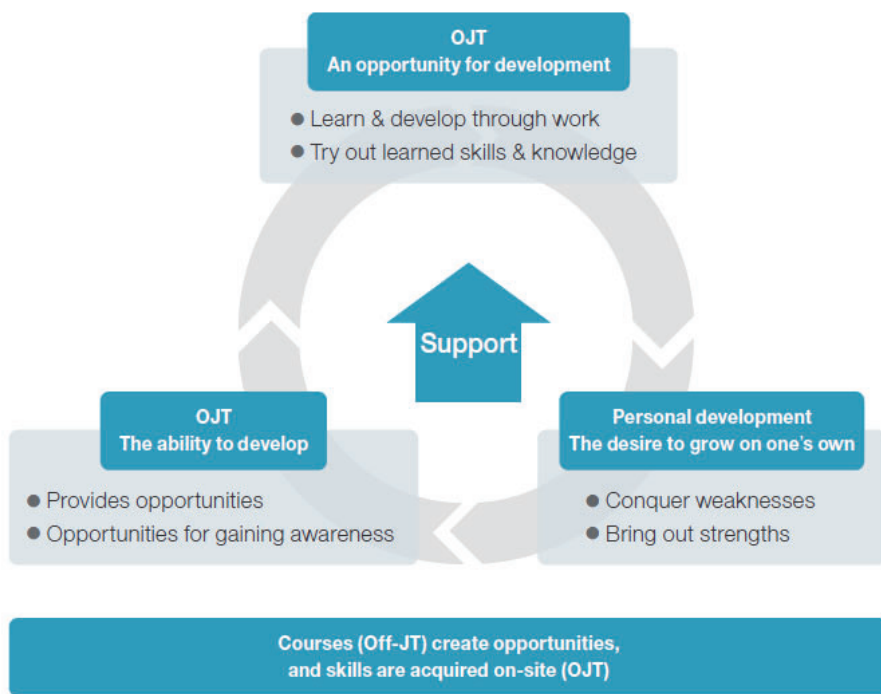 OJT
An opportunity for development
● Learn & develop through work
● Try out learned skills & knowledge
Support
OJT
The ability to develop
● Provides opportunities
● Opportunities for gaining awareness
Personal development
The desire to grow on one's own
● Conquer weaknesses
● Bring out strengths
Courses (Off-JT) create opportunities,
and skills are acquired on-site (OJT)